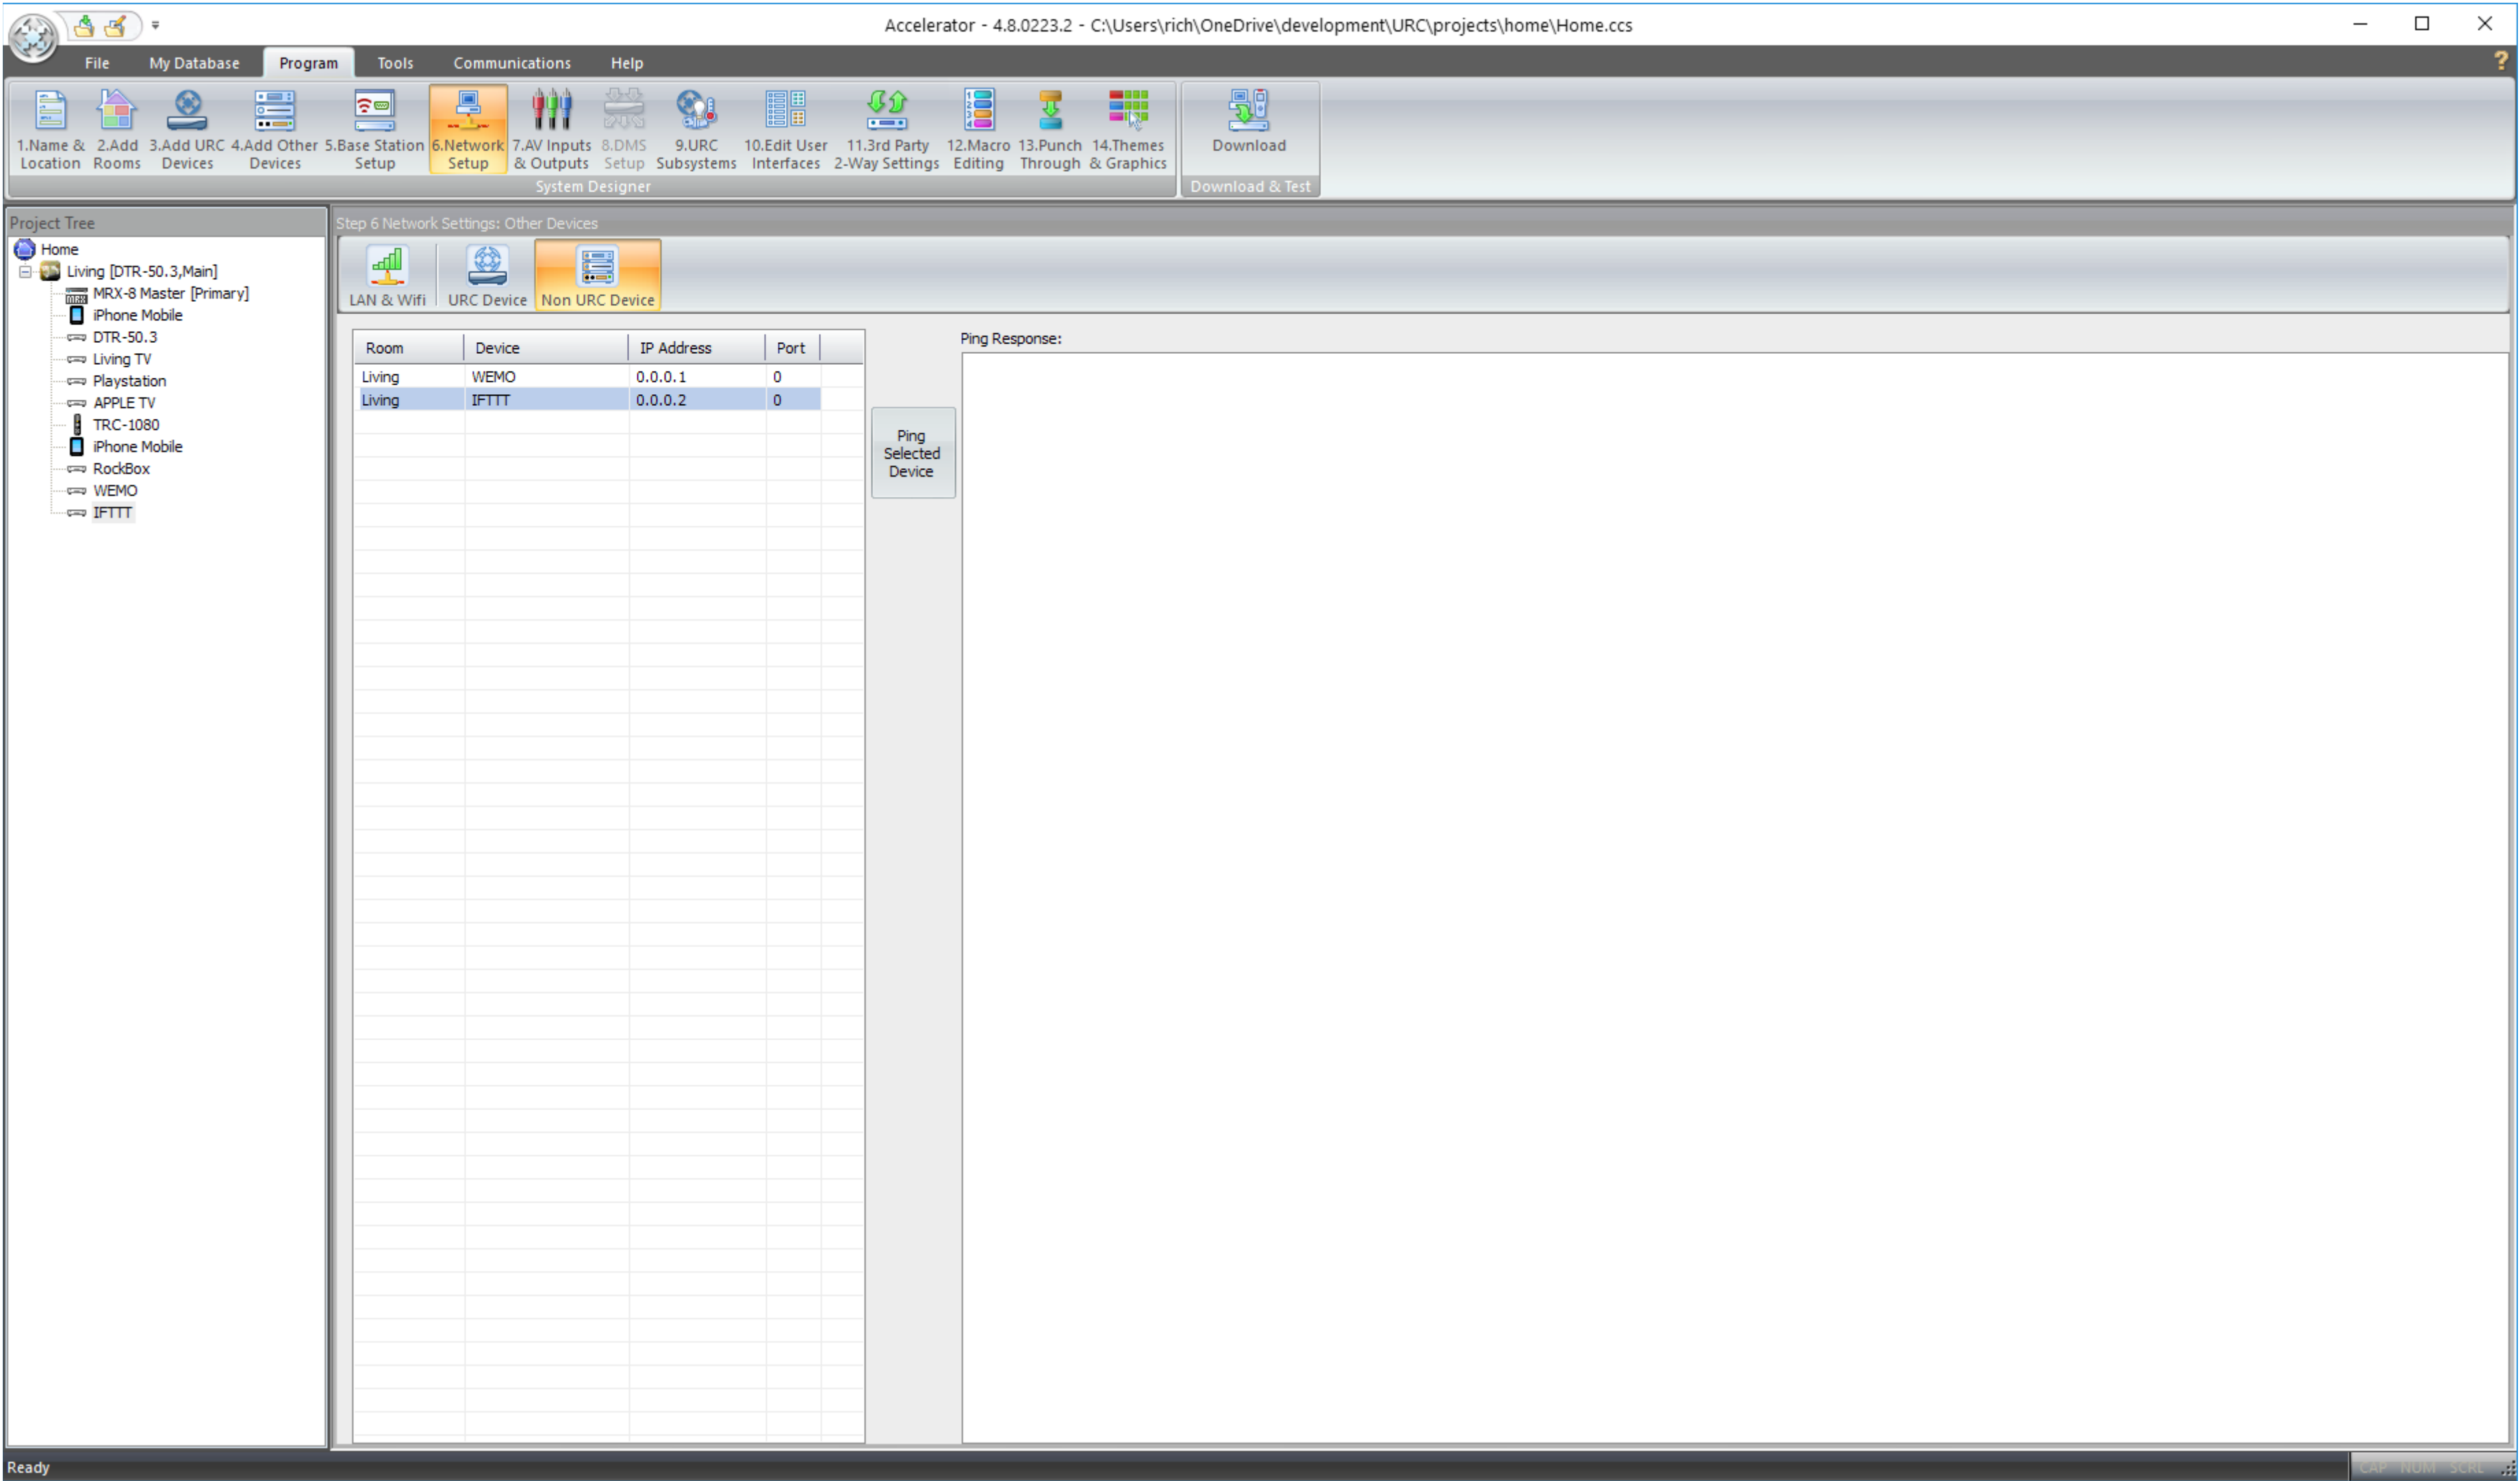 Accelerator - 4.8.0223.2 - C:\Users\rich\OneDrive\development\URC\projects\home\Home.ccs
File My Database Program Tools Communications Help ?
1.Name & Location
2.Add Rooms
3.Add URC Devices
4.Add Other Devices
5.Base Station Setup
6.Network Setup
7.AV Inputs & Outputs
8.DMS Setup
9.URC Subsystems
10.Edit User Interfaces
11.3rd Party 2-Way Settings
12.Macro Editing
13.Punch Through
14.Themes & Graphics
Download
System Designer
Download & Test
Project Tree
Home
Living [DTR-50.3,Main]
MRX-8 Master [Primary]
iPhone Mobile
DTR-50.3
Living TV
Playstation
APPLE TV
TRC-1080
iPhone Mobile
RockBox
WEMO
IFTTT
Step 6 Network Settings: Other Devices
LAN & Wifi URC Device Non URC Device
Room Device IP Address Port
Living WEMO 0.0.0.1 0
Living IFTTT 0.0.0.2 0
Ping
Selected
Device
Ping Response:
Ready
CAP NUM SCRL